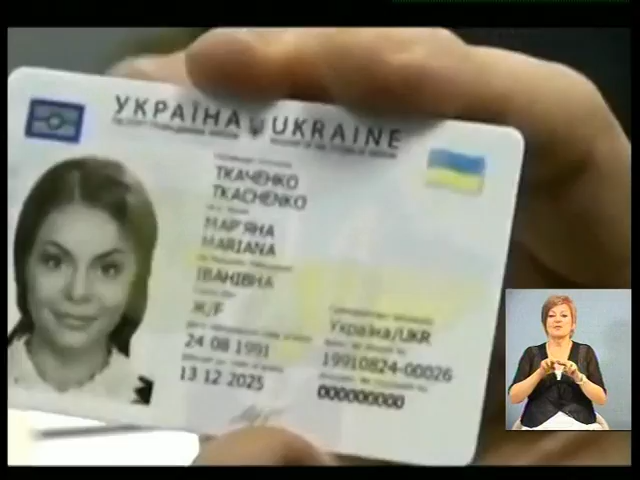 УКРАЇНА UKRAINE
ТКАЧЕНКО
TKACHENKO
МАР'ЯНА
MARIANA
ІВАНІВНА
Ж/F
Україна/UKR
24 08 1991
19910824-00026
13 12 2025
000000000